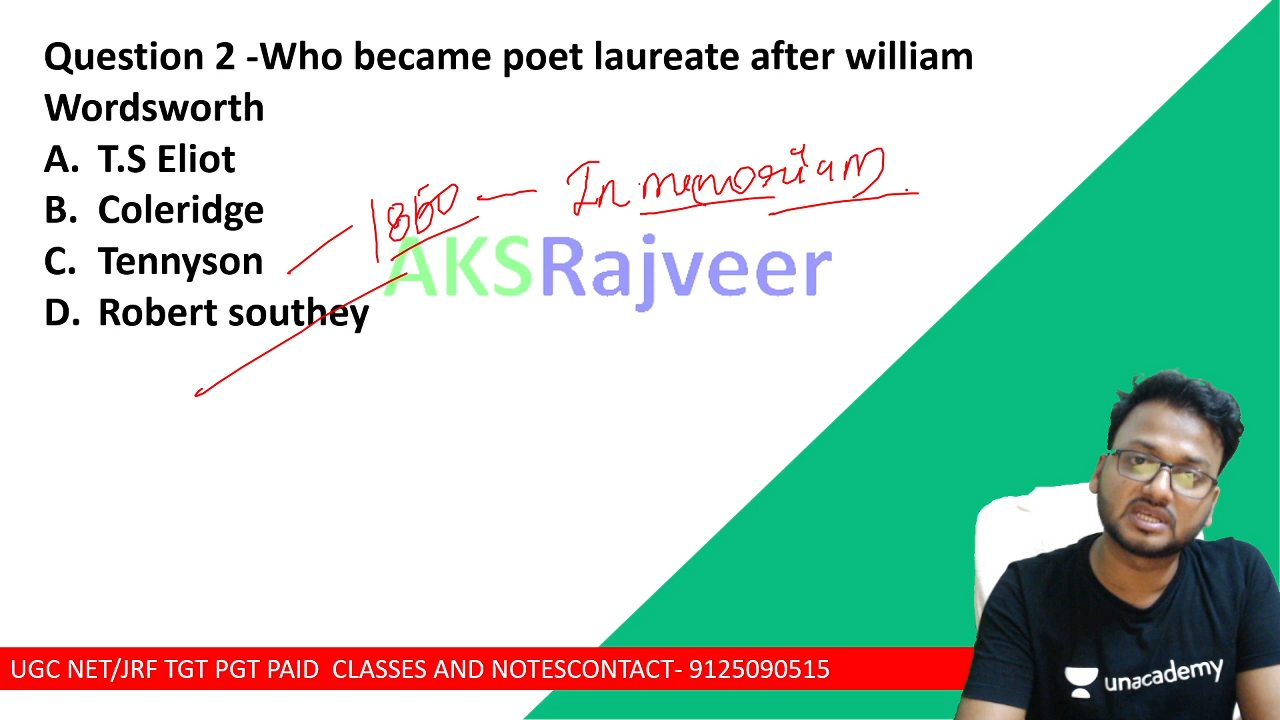 Question 2 -Who became poet laureate after william
Wordsworth
A. T.S Eliot
B. Coleridge
C. Tennyson
D. Robert southey
1850 - In memoriam.
AKSRajveer
UGC NET/JRF TGT PGT PAID CLASSES AND NOTESCONTACT- 9125090515
unacademy